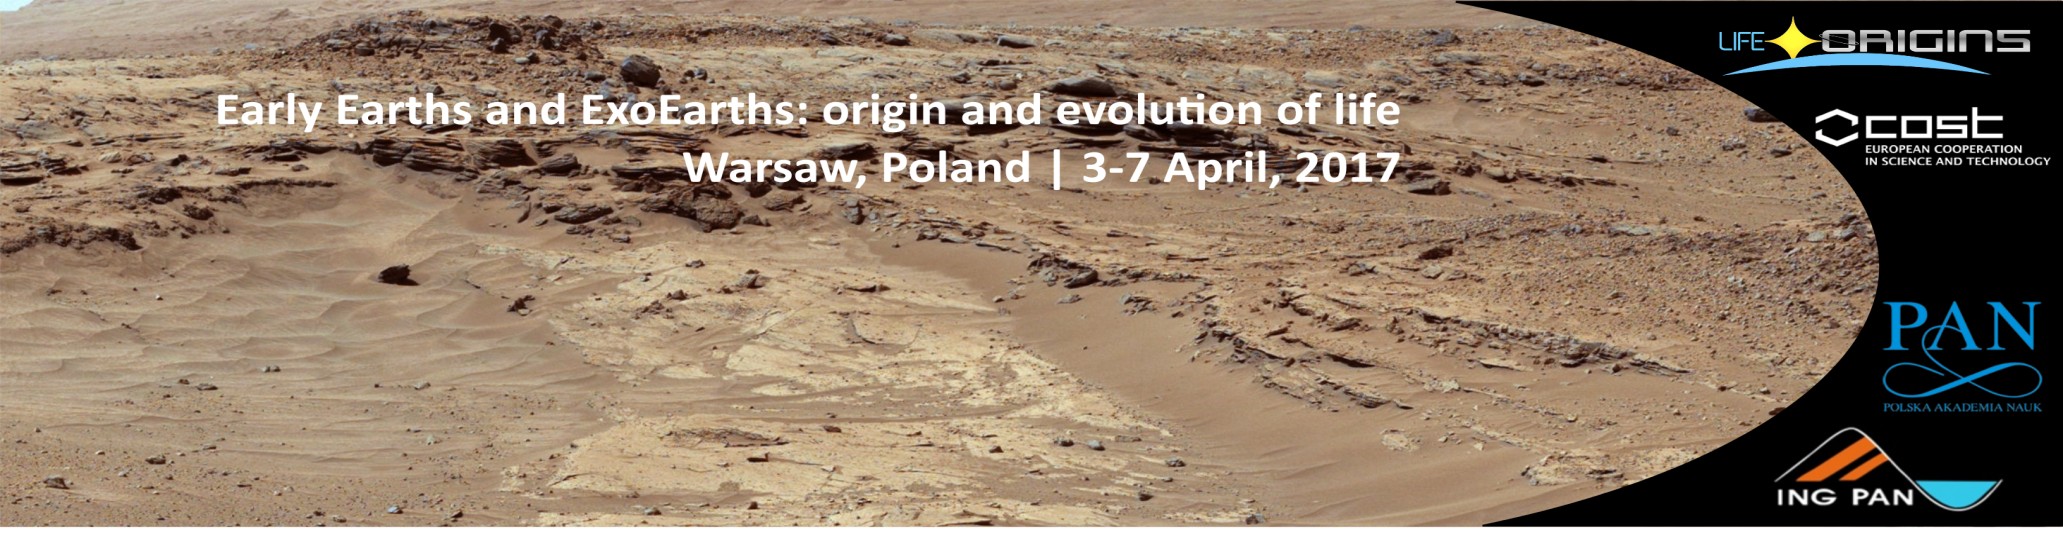 Early Earths and ExoEarths: origin and evolution of life
Warsaw, Poland | 3-7 April, 2017
LIFE ORIGINS
cost
EUROPEAN COOPERATION
IN SCIENCE AND TECHNOLOGY
PAN
POLSKA AKADEMIA NAUK
ING PAN